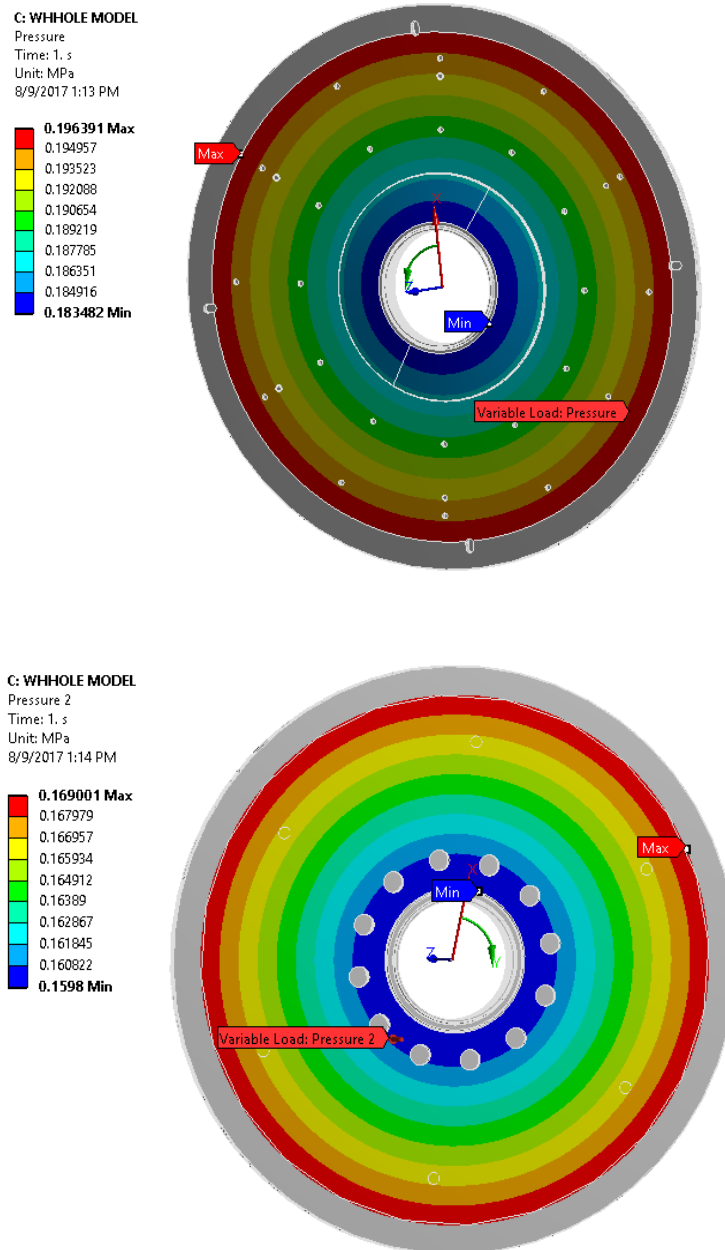 C: WHHOLE MODEL
Pressure
Time: 1. s
Unit: MPa
8/9/2017 1:13 PM
0.196391 Max
0.194957
0.193523
0.192088
0.190654
0.189219
0.187785
0.186351
0.184916
0.183482 Min
Max
X
Z
Min
Variable Load: Pressure
C: WHHOLE MODEL
Pressure 2
Time: 1. s
Unit: MPa
8/9/2017 1:14 PM
0.169001 Max
0.167979
0.166957
0.165934
0.164912
0.16389
0.162867
0.161845
0.160822
0.1598 Min
Max
X
Min
Z
Y
Variable Load: Pressure 2